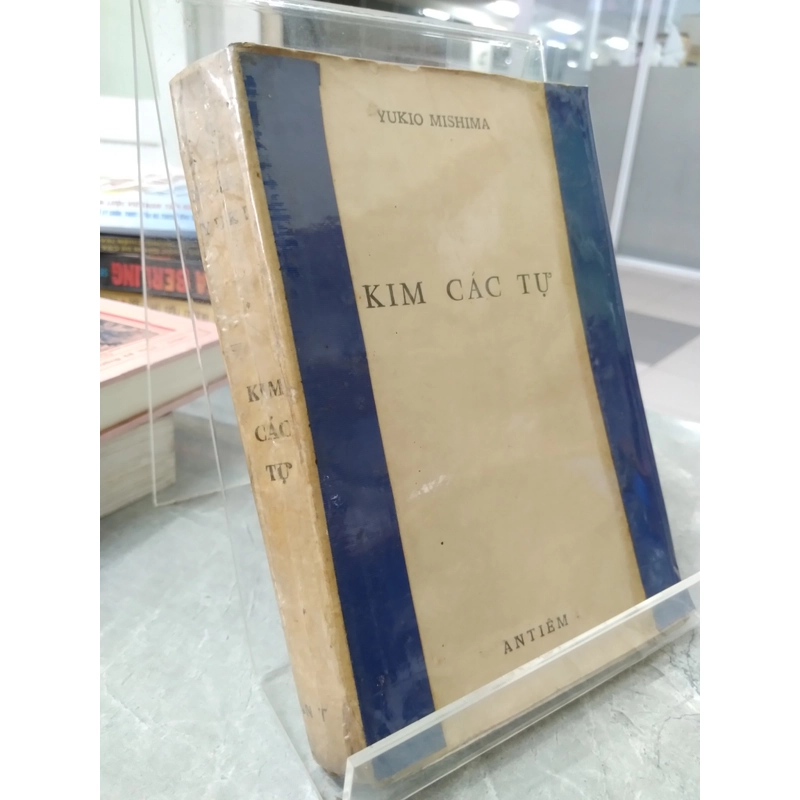 YUKIO MISHIMA
KIM CÁC TỰ
ANTIÊM
KIM
CÁC
TỰ